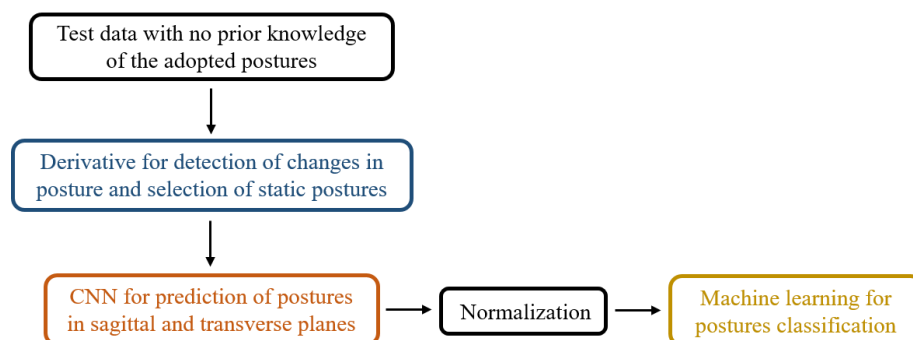 Test data with no prior knowledge
of the adopted postures
Derivative for detection of changes in
posture and selection of static postures
CNN for prediction of postures
in sagittal and transverse planes
Normalization
Machine learning for
postures classification